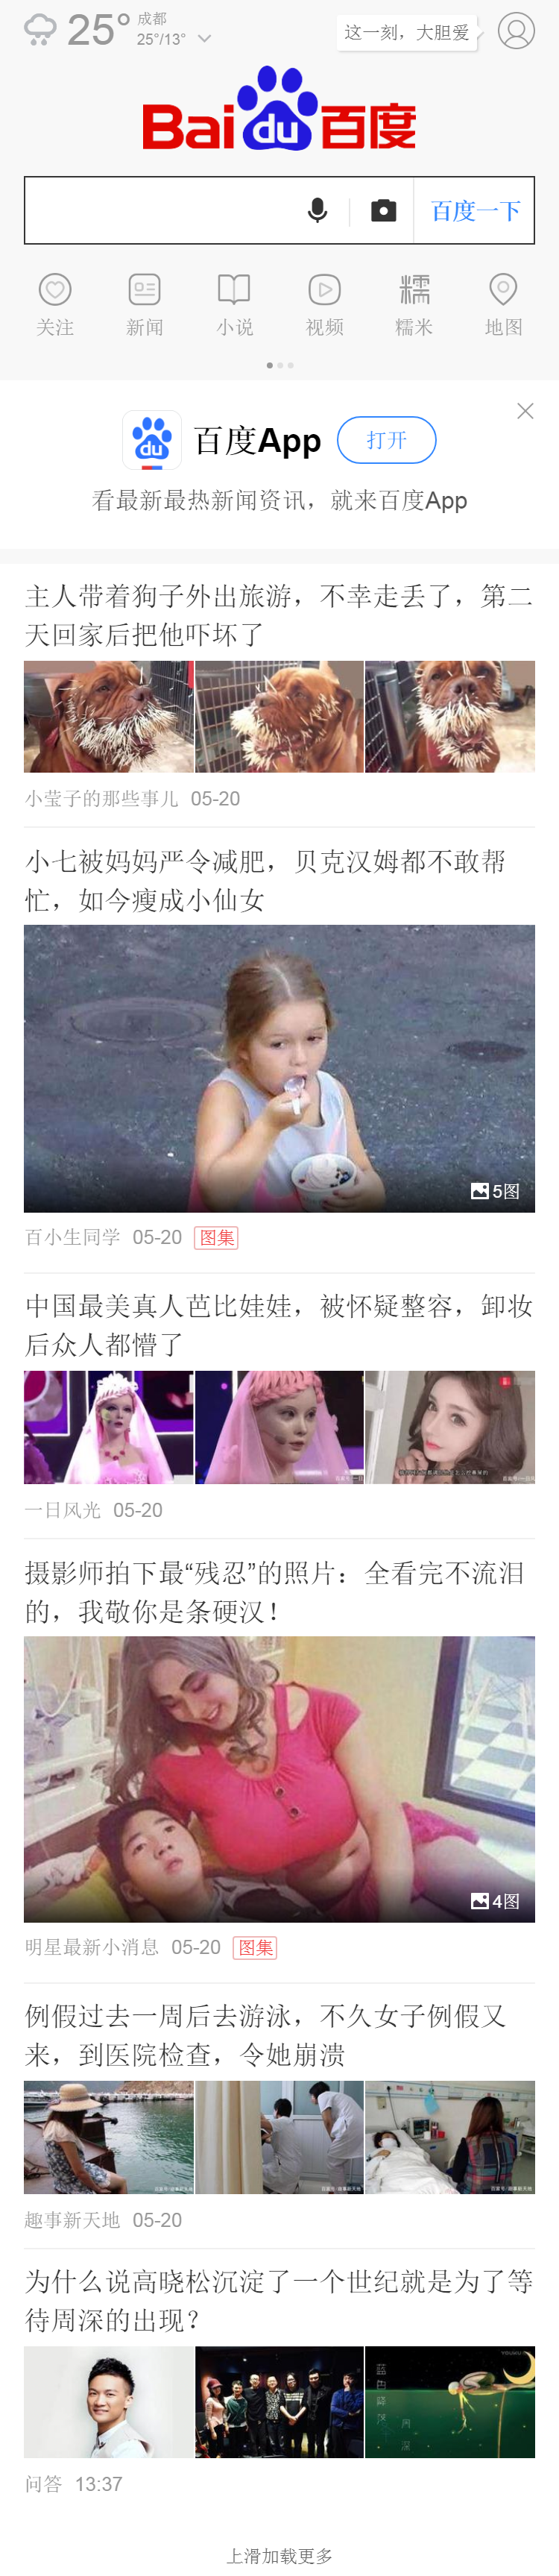 25°
成都
25°/13°
这一刻，大胆爱
Bai du 百度
百度一下
关注 新闻 小说 视频 糯米 地图
du
百度App
打开
看最新最热新闻资讯，就来百度App
主人带着狗子外出旅游，不幸走丢了，第二
天回家后把他吓坏了
小莹子的那些事儿 05-20
小七被妈妈严令减肥，贝克汉姆都不敢帮
忙，如今瘦成小仙女
5图
百小生同学 05-20 图集
中国最美真人芭比娃娃，被怀疑整容，卸妆
后众人都懵了
一日风光 05-20
摄影师拍下最“残忍”的照片：全看完不流泪
的，我敬你是条硬汉！
4图
明星最新小消息 05-20 图集
例假过去一周后去游泳，不久女子例假又
来，到医院检查，令她崩溃
趣事新天地 05-20
为什么说高晓松沉淀了一个世纪就是为了等
待周深的出现？
周深
问答 13:37
上滑加载更多